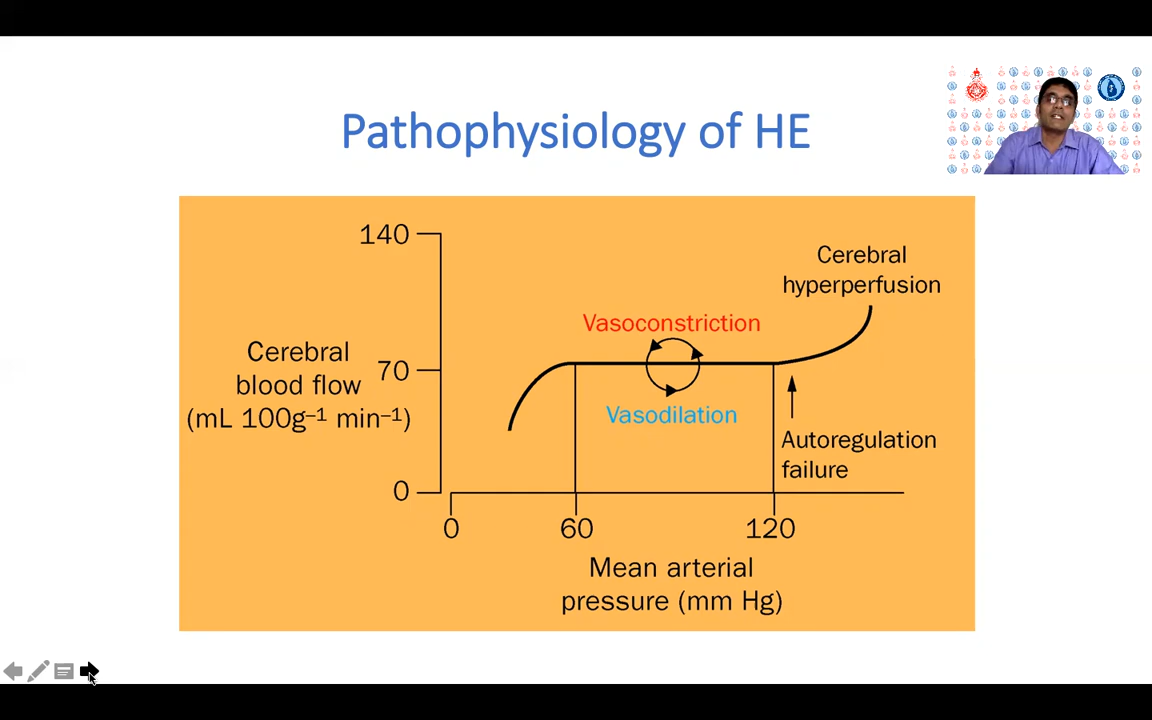 Pathophysiology of HE
140
Cerebral
hyperperfusion
Vasoconstriction
Cerebral
blood flow
(mL 100g⁻¹ min⁻¹)
70
Vasodilation
Autoregulation
failure
0
0
60
120
Mean arterial
pressure (mm Hg)